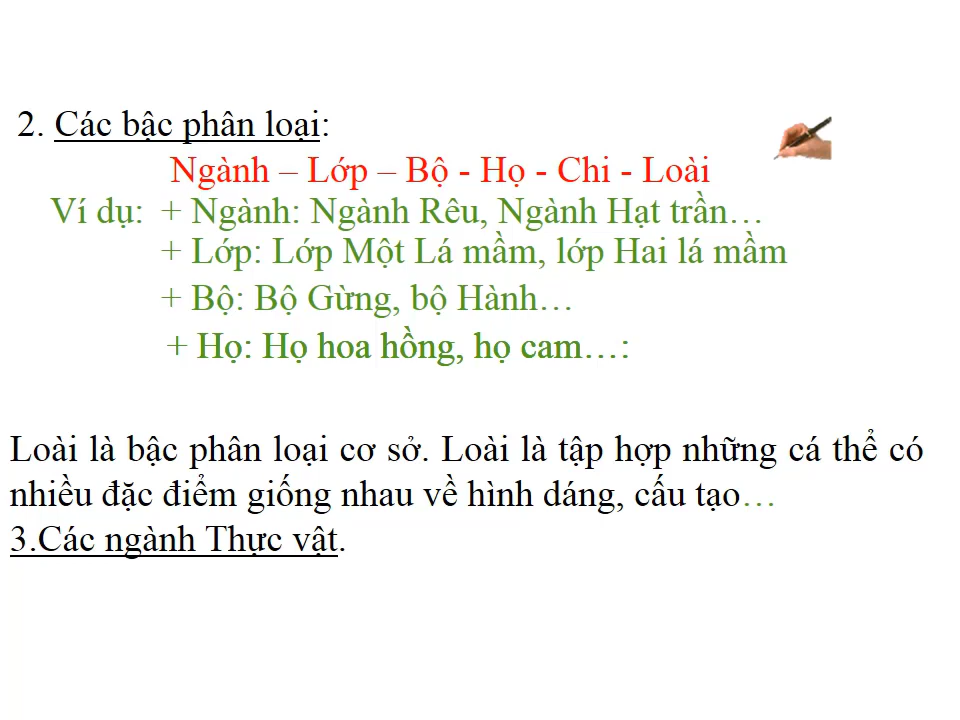 2. Các bậc phân loại:
Ngành – Lớp – Bộ - Họ - Chi - Loài
Ví dụ: + Ngành: Ngành Rêu, Ngành Hạt trần…
+ Lớp: Lớp Một Lá mầm, lớp Hai lá mầm
+ Bộ: Bộ Gừng, bộ Hành…
+ Họ: Họ hoa hồng, họ cam…:
Loài là bậc phân loại cơ sở. Loài là tập hợp những cá thể có
nhiều đặc điểm giống nhau về hình dáng, cấu tạo…
3.Các ngành Thực vật.